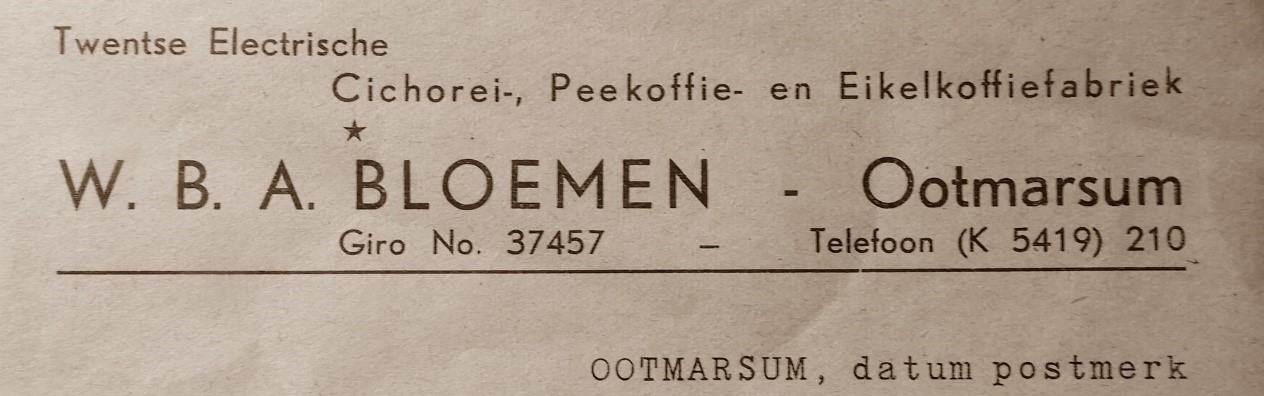 Twentse Electrische
Cichorei-, Peekoffie- en Eikelkoffiefabriek
★
W. B. A. BLOEMEN - Ootmarsum
Giro No. 37457 – Telefoon (K 5419) 210
OOTMARSUM, datum postmerk